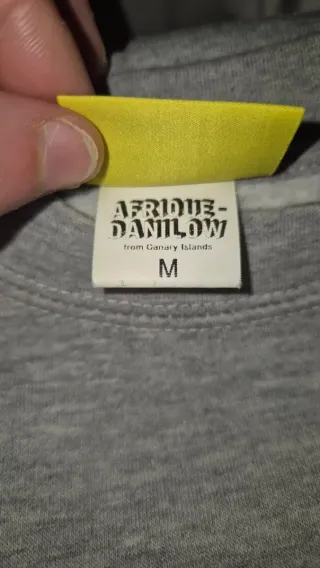 AFRIQUE-
DANILOW
from Canary Islands
M